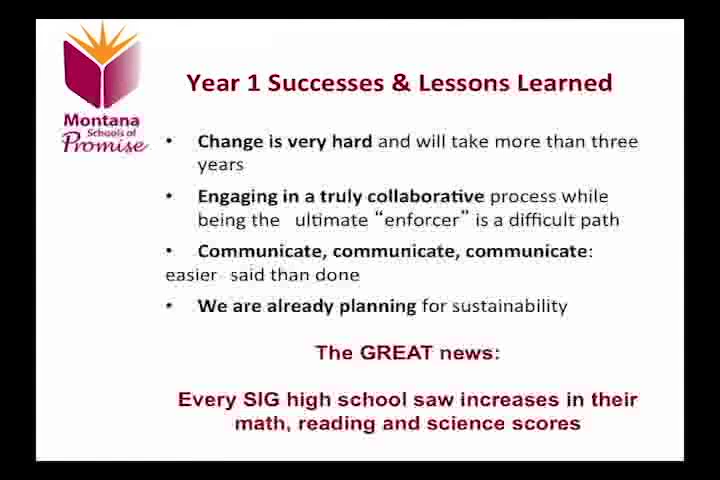 Montana
Schools of
Promise
Year 1 Successes & Lessons Learned
• Change is very hard and will take more than three
years
• Engaging in a truly collaborative process while
being the ultimate “enforcer” is a difficult path
• Communicate, communicate, communicate:
easier said than done
• We are already planning for sustainability
The GREAT news:
Every SIG high school saw increases in their
math, reading and science scores